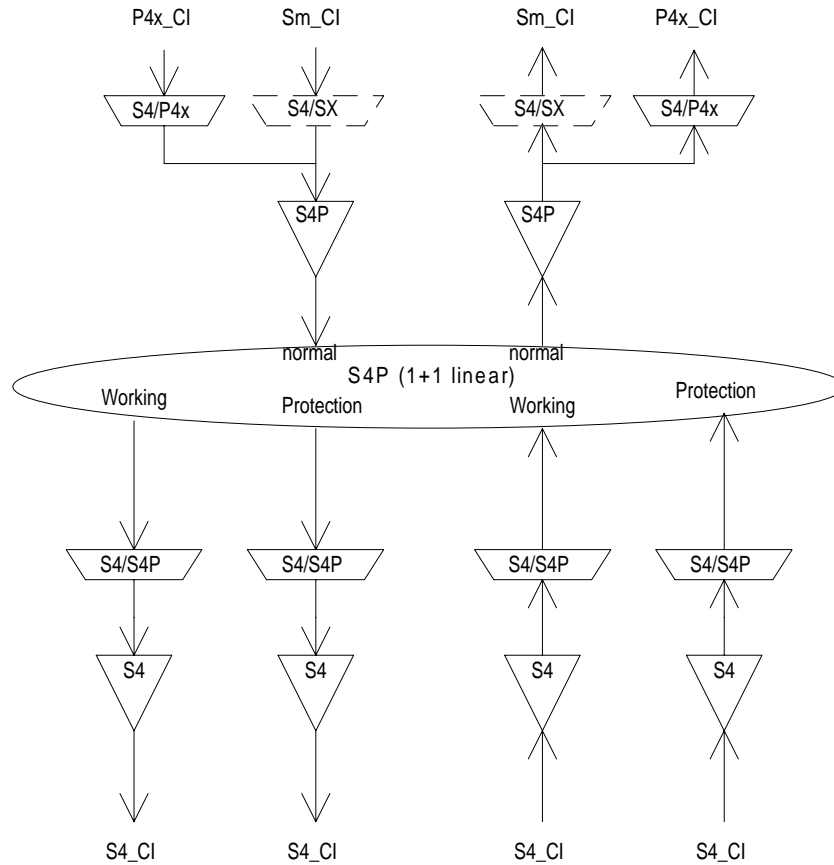 P4x_CI Sm_CI Sm_CI P4x_CI
S4/P4x S4/SX S4/SX S4/P4x
S4P S4P
normal normal
S4P (1+1 linear)
Working Protection Working Protection
S4/S4P S4/S4P S4/S4P S4/S4P
S4 S4 S4 S4
S4_CI S4_CI S4_CI S4_CI